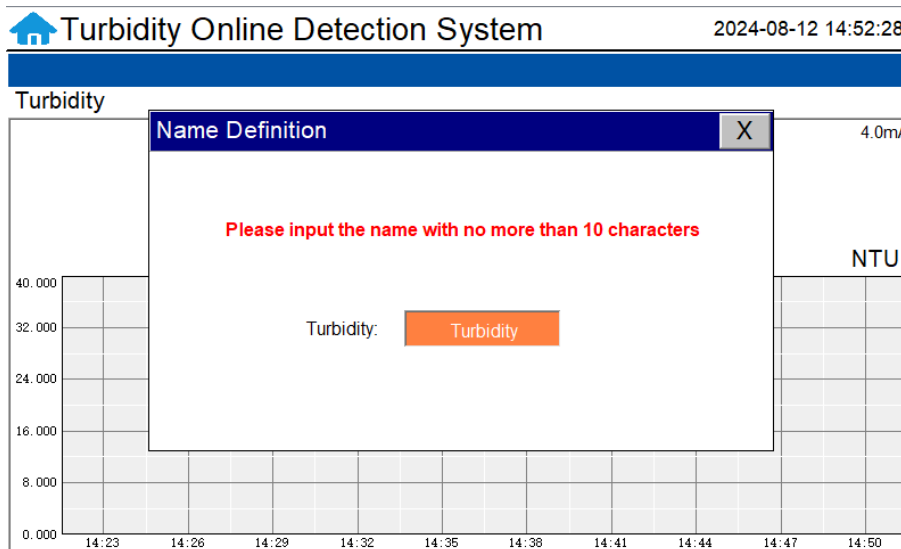 Turbidity Online Detection System 2024-08-12 14:52:28
Turbidity
Name Definition X
4.0mA
Please input the name with no more than 10 characters
NTU
40.000
32.000
Turbidity: Turbidity
24.000
16.000
8.000
0.000
14:23 14:26 14:29 14:32 14:35 14:38 14:41 14:44 14:47 14:50